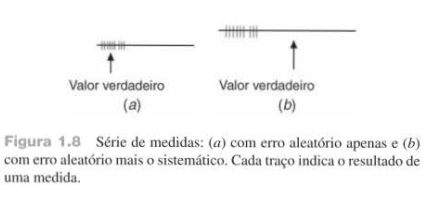 Valor verdadeiro Valor verdadeiro
(a) (b)
Figura 1.8 Série de medidas: (a) com erro aleatório apenas e (b)
com erro aleatório mais o sistemático. Cada traço indica o resultado de
uma medida.